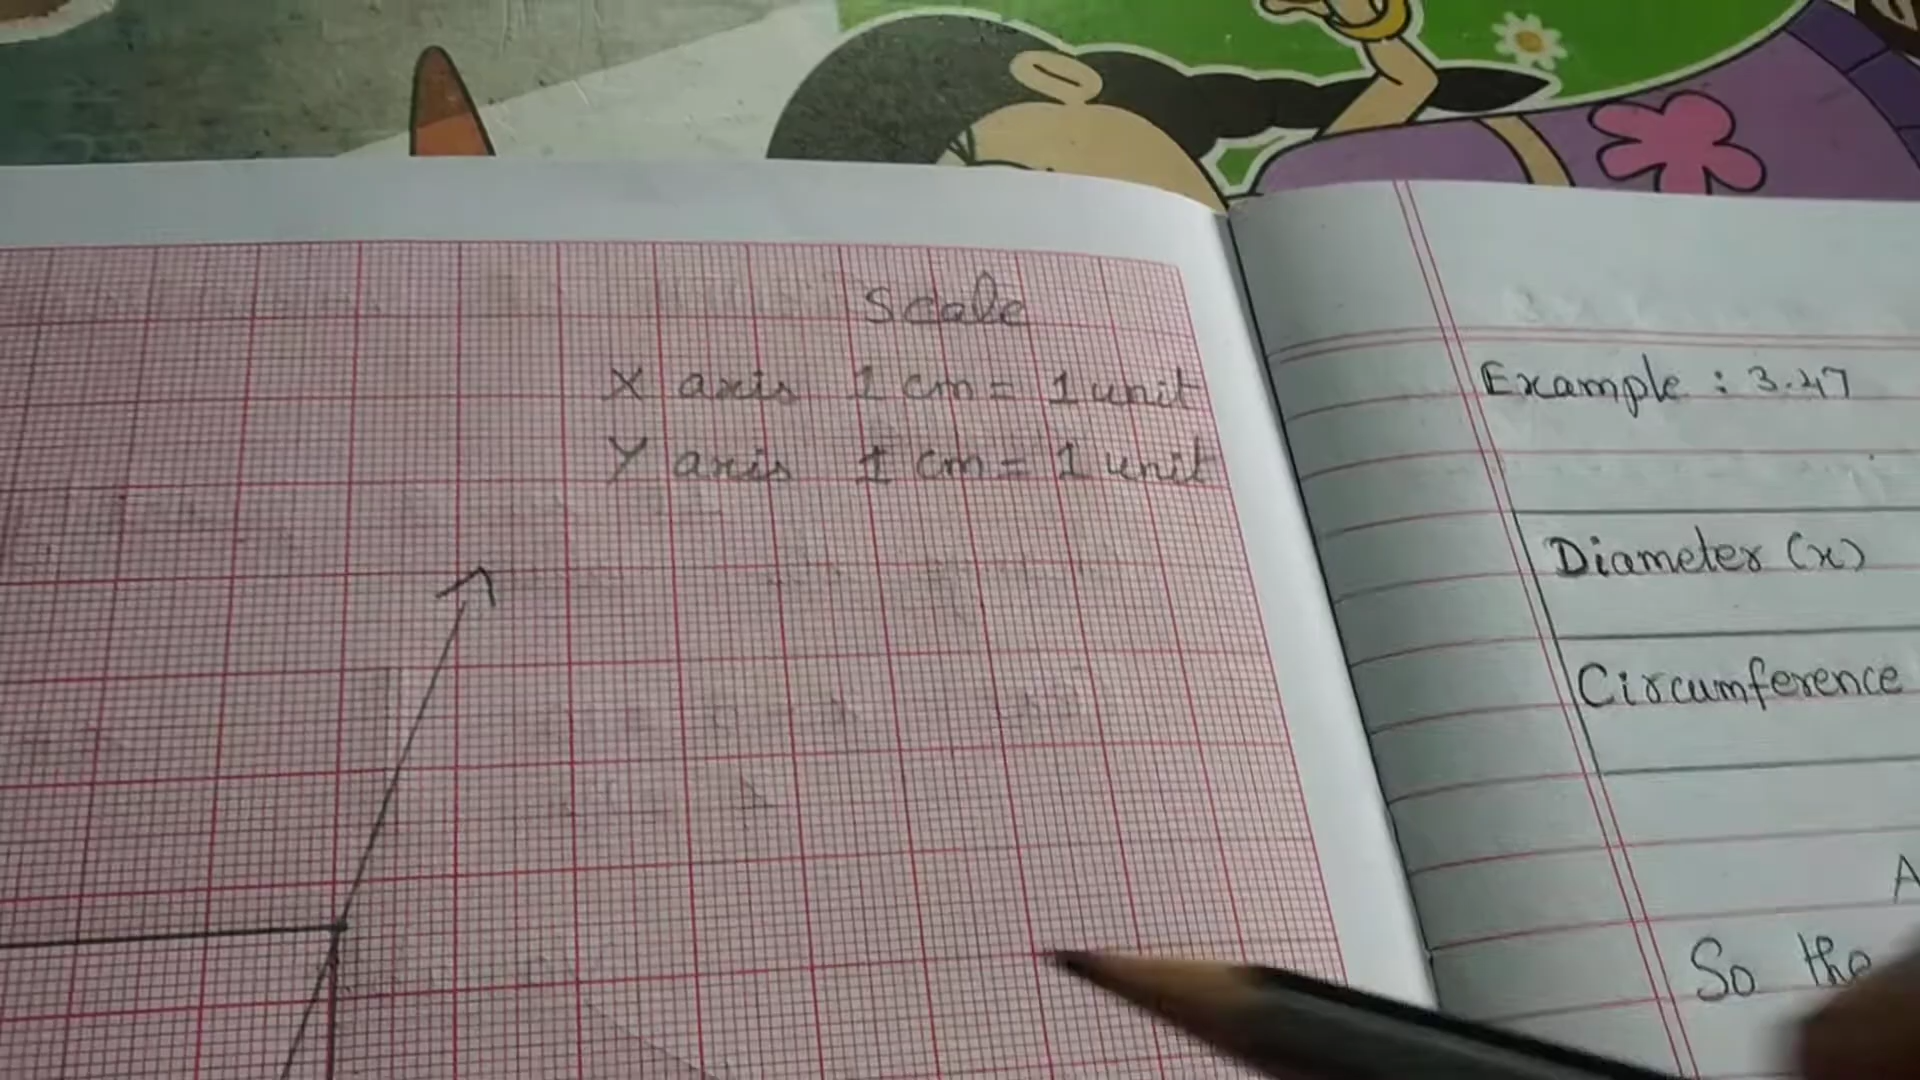 Scale
X axis 1 cm = 1 unit
Y axis 1 cm = 1 unit
Example : 3.47
Diameter (x)
Circumference
A
So the